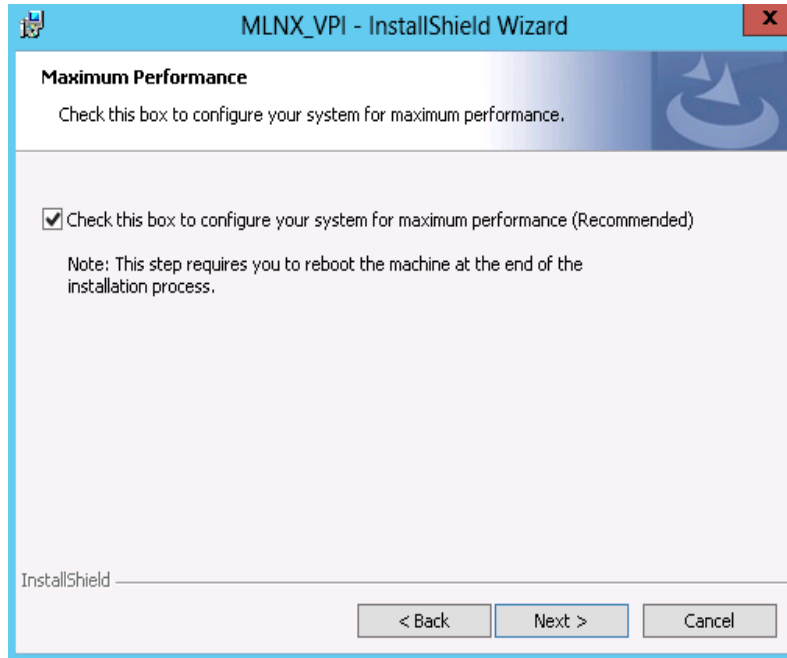 MLNX_VPI - InstallShield Wizard
x
Maximum Performance
Check this box to configure your system for maximum performance.
Check this box to configure your system for maximum performance (Recommended)
Note: This step requires you to reboot the machine at the end of the
installation process.
InstallShield
< Back Next > Cancel